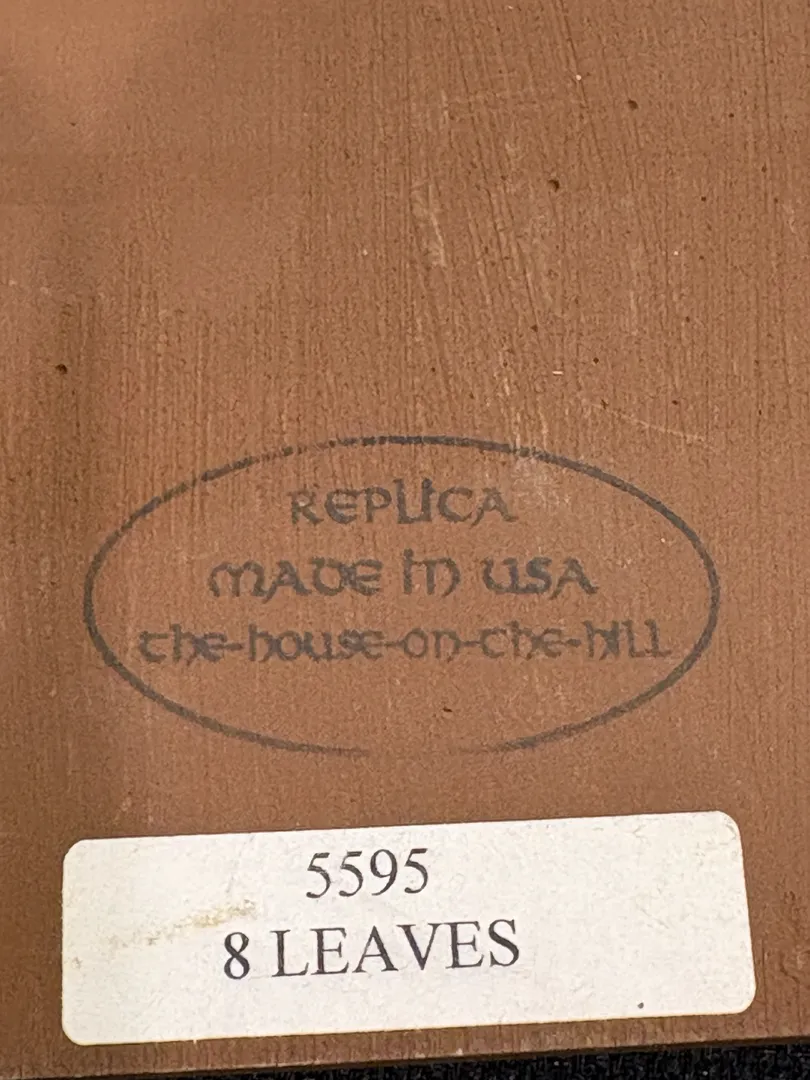 REPLICA
MADE IN USA
the-house-on-the-hill
5595
8 LEAVES